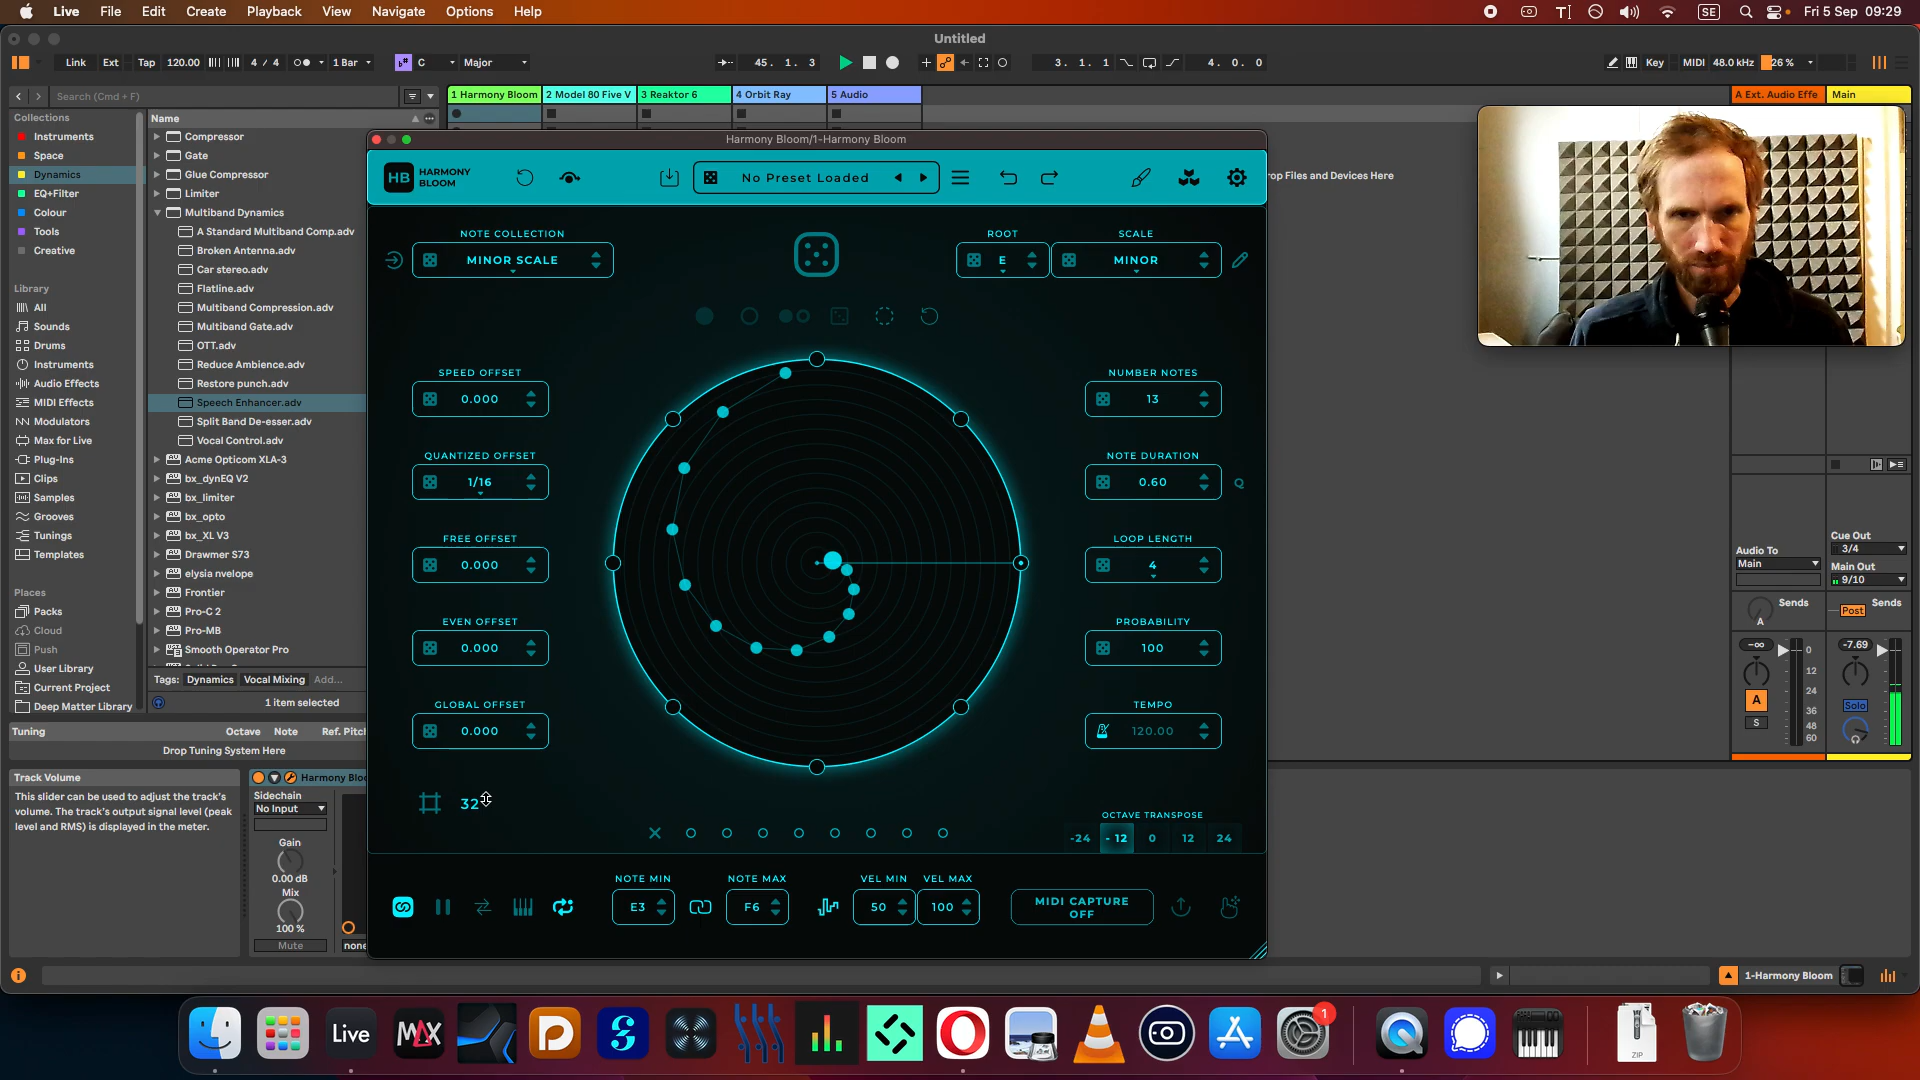 Live File Edit Create Playback View Navigate Options Help
SE Fri 5 Sep 09:29
Untitled
Link Ext Tap 120.00 4 / 4 1 Bar C Major 45. 1. 3 3. 1. 1 4. 0. 0 Key MIDI 48.0 kHz 26 %
Search (Cmd + F)
1 Harmony Bloom 2 Model 80 Five V 3 Reaktor 6 4 Orbit Ray 5 Audio A Ext. Audio Effe Main
Collections
Instruments
Space
Dynamics
EQ+Filter
Colour
Tools
Creative
Library
All
Sounds
Drums
Instruments
Audio Effects
MIDI Effects
Modulators
Max for Live
Plug-Ins
Clips
Samples
Grooves
Tunings
Templates
Places
Packs
Cloud
Push
User Library
Current Project
Deep Matter Library
Name
Compressor
Gate
Glue Compressor
Limiter
Multiband Dynamics
A Standard Multiband Comp.adv
Broken Antenna.adv
Car stereo.adv
Flatline.adv
Multiband Compression.adv
Multiband Gate.adv
OTT.adv
Reduce Ambience.adv
Restore punch.adv
Speech Enhancer.adv
Split Band De-esser.adv
Vocal Control.adv
Acme Opticom XLA-3
bx_dynEQ V2
bx_limiter
bx_opto
bx_XL V3
Drawmer S73
elysia nvelope
Frontier
Pro-C 2
Pro-MB
Smooth Operator Pro
Tags: Dynamics Vocal Mixing Add...
1 item selected
Tuning Octave Note Ref. Pitch
Drop Tuning System Here
Harmony Bloom/1-Harmony Bloom
HB HARMONY BLOOM
No Preset Loaded
rop Files and Devices Here
NOTE COLLECTION
MINOR SCALE
ROOT
E
SCALE
MINOR
SPEED OFFSET
0.000
QUANTIZED OFFSET
1/16
FREE OFFSET
0.000
EVEN OFFSET
0.000
GLOBAL OFFSET
0.000
32
NUMBER NOTES
13
NOTE DURATION
0.60 Q
LOOP LENGTH
4
PROBABILITY
100
TEMPO
120.00
OCTAVE TRANSPOSE
-24 - 12 0 12 24
NOTE MIN
E3
NOTE MAX
F6
VEL MIN
50
VEL MAX
100
MIDI CAPTURE
OFF
Cue Out
3/4
Audio To
Main
Main Out
9/10
Sends Post Sends
A
-∞ 0 -7.69 0
12
24
36
48
60
A
S
Solo
12
24
36
48
60
Track Volume
This slider can be used to adjust the track's
volume. The track's output signal level (peak
level and RMS) is displayed in the meter.
Harmony Bloo
Sidechain
No Input
Gain
0.00 dB
Mix
100 %
Mute
none
1-Harmony Bloom
Live
MAX
1
ZIP